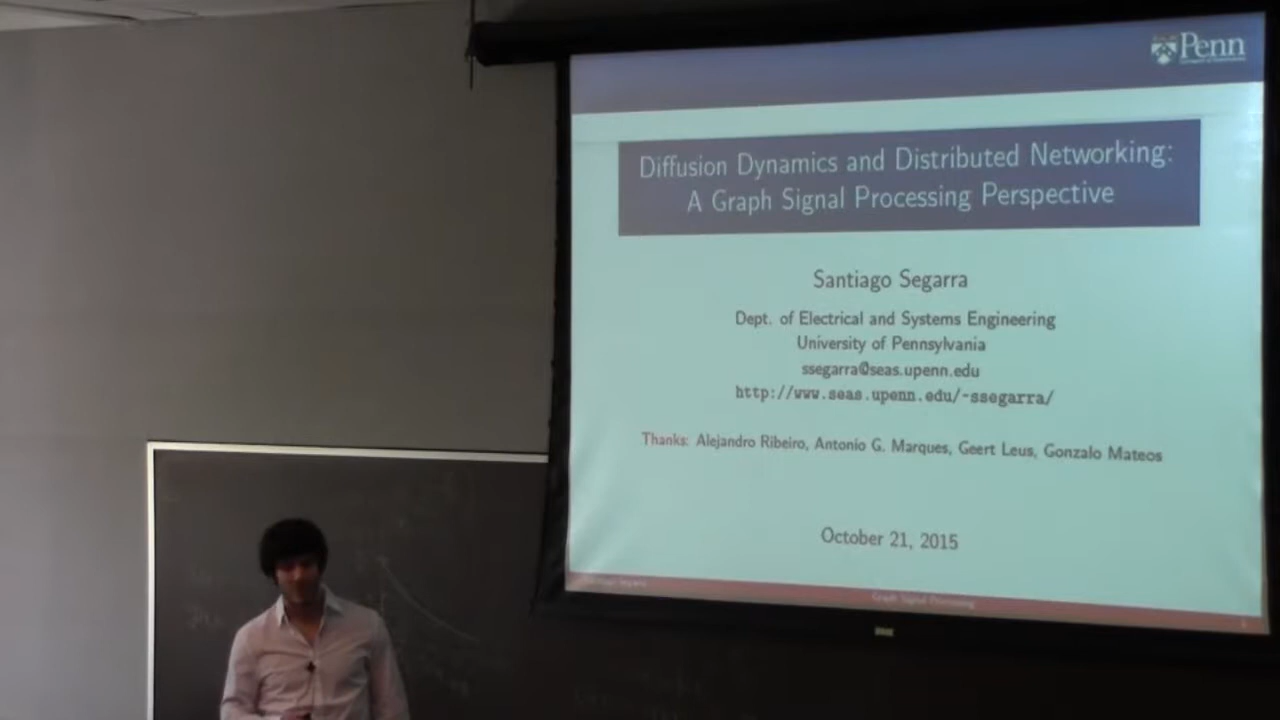 Penn
Diffusion Dynamics and Distributed Networking:
A Graph Signal Processing Perspective
Santiago Segarra
Dept. of Electrical and Systems Engineering
University of Pennsylvania
ssegarra@seas.upenn.edu
http://www.seas.upenn.edu/~ssegarra/
Thanks: Alejandro Ribeiro, Antonio G. Marques, Geert Leus, Gonzalo Mateos
October 21, 2015
Graph Signal Processing